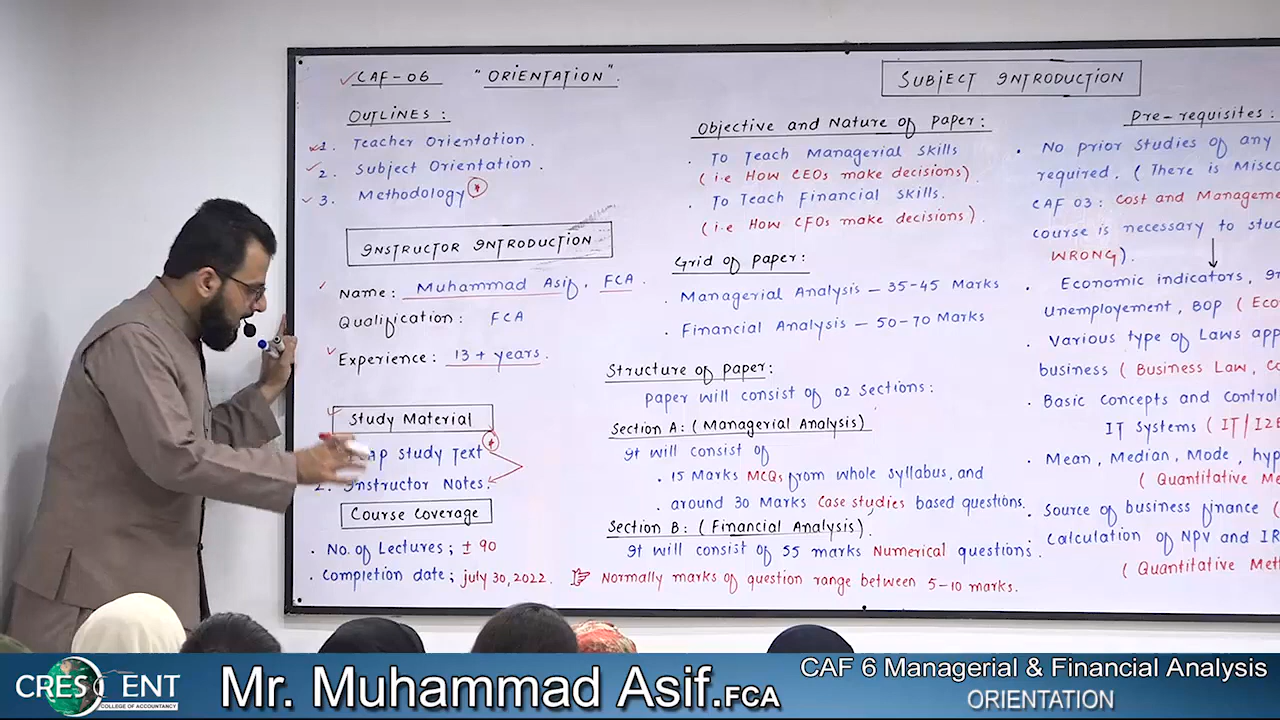 CAF-06 "ORIENTATION".
OUTLINES:
1. Teacher Orientation.
2. Subject Orientation.
3. Methodology *
INSTRUCTOR INTRODUCTION
Name: Muhammad Asif, FCA.
Qualification: FCA
Experience: 13+ years.
Study Material
Study Text *
2. Instructor Notes.
Course Coverage
. No. of Lectures; ± 90
. Completion date; july 30, 2022.
SUBJECT INTRODUCTION
Objective and Nature of paper:
. To Teach Managerial Skills
(i.e How CEOs make decisions)
. To Teach Financial Skills.
(i.e How CFOs make decisions).
Grid of paper:
. Managerial Analysis – 35-45 Marks
. Financial Analysis – 50-70 Marks
Structure of paper:
paper will consist of 02 sections:
Section A: (Managerial Analysis)
It will consist of
. 15 Marks MCQs from whole syllabus, and
. around 30 Marks Case studies based questions.
Section B: (Financial Analysis).
It will consist of 55 marks Numerical questions.
Normally marks of question range between 5-10 marks.
Pre-requisites:
. No prior studies of any
required. (There is
CAF 03: Cost and
course is necessary to
WRONG).
. Economic indicators,
Unemployement, BOP
. Various type of Laws
business (Business Law,
. Basic concepts and
IT Systems (IT/
. Mean, Median, Mode,
(Quantitative
. Source of business finance (
. Calculation of NPV and
(Quantitative
CRESCENT
COLLEGE OF ACCOUNTANCY
Mr. Muhammad Asif.FCA
CAF 6 Managerial & Financial Analysis
ORIENTATION